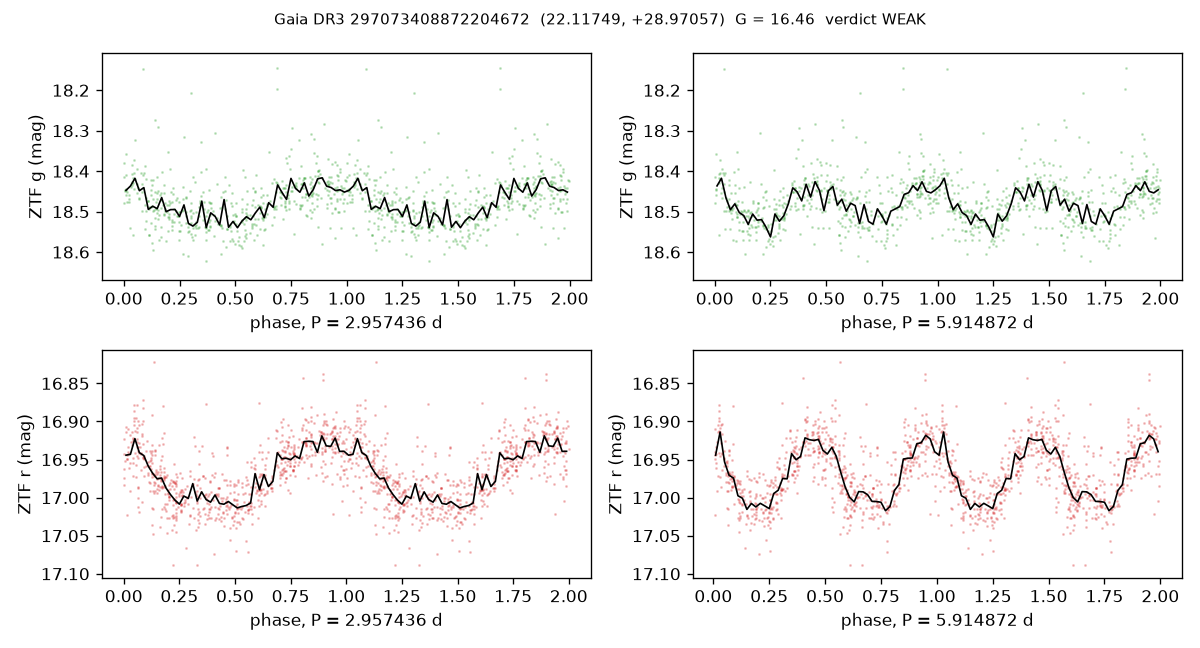 Gaia DR3 297073408872204672 (22.11749, +28.97057) G = 16.46 verdict WEAK
ZTF g (mag)
18.2
18.3
18.4
18.5
18.6
0.00 0.25 0.50 0.75 1.00 1.25 1.50 1.75 2.00
phase, P = 2.957436 d
ZTF g (mag)
18.2
18.3
18.4
18.5
18.6
0.00 0.25 0.50 0.75 1.00 1.25 1.50 1.75 2.00
phase, P = 5.914872 d
ZTF r (mag)
16.85
16.90
16.95
17.00
17.05
17.10
0.00 0.25 0.50 0.75 1.00 1.25 1.50 1.75 2.00
phase, P = 2.957436 d
ZTF r (mag)
16.85
16.90
16.95
17.00
17.05
17.10
0.00 0.25 0.50 0.75 1.00 1.25 1.50 1.75 2.00
phase, P = 5.914872 d